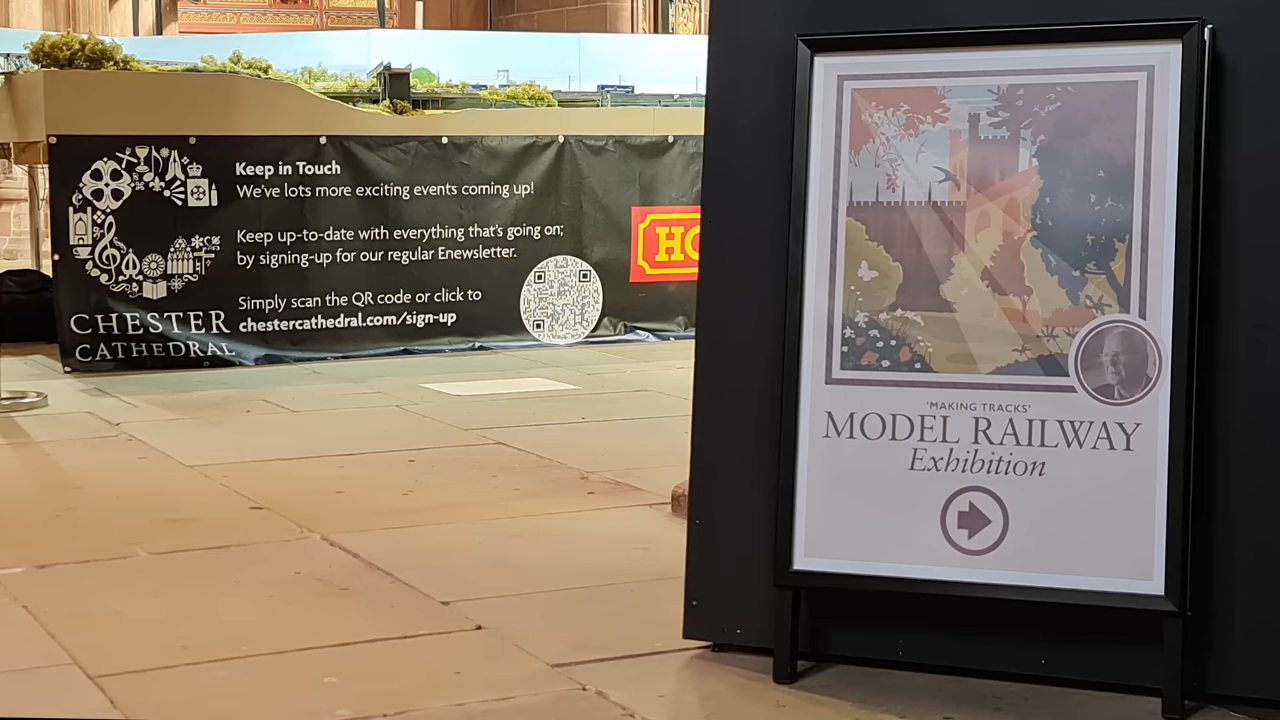 Keep in Touch
We've lots more exciting events coming up!
Keep up-to-date with everything that's going on;
by signing-up for our regular Enewsletter.
Simply scan the QR code or click to
chestercathedral.com/sign-up
CHESTER
CATHEDRAL
HO
'MAKING TRACKS'
MODEL RAILWAY
Exhibition